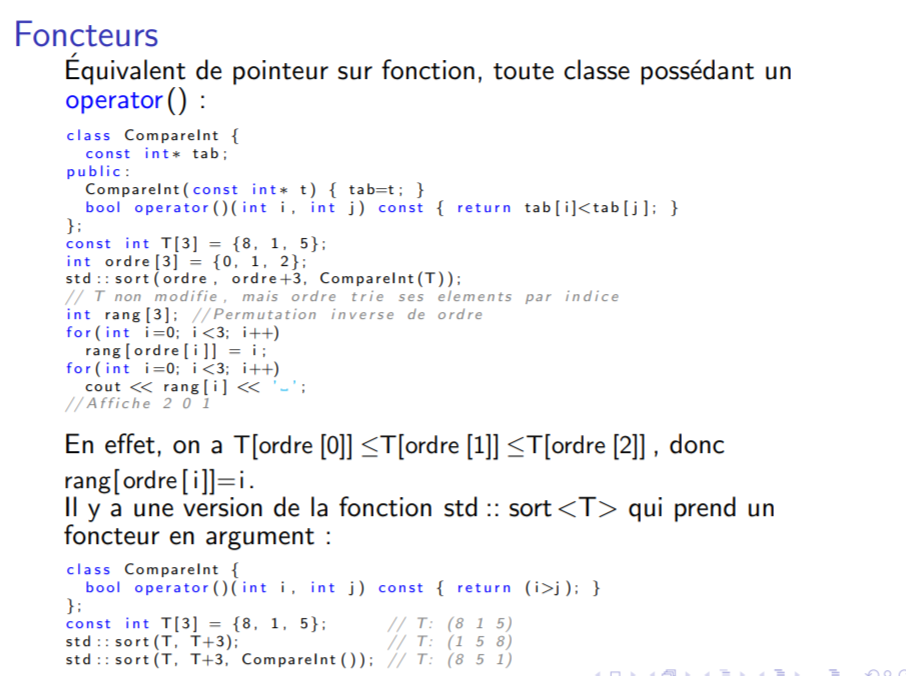 Foncteurs
Équivalent de pointeur sur fonction, toute classe possédant un
operator() :
class CompareInt {
const int* tab;
public:
CompareInt(const int* t) { tab=t; }
bool operator()(int i, int j) const { return tab[i]<tab[j]; }
};
const int T[3] = {8, 1, 5};
int ordre[3] = {0, 1, 2};
std::sort(ordre, ordre+3, CompareInt(T));
// T non modifie, mais ordre trie ses elements par indice
int rang[3]; //Permutation inverse de ordre
for(int i=0; i<3; i++)
rang[ordre[i]] = i;
for(int i=0; i<3; i++)
cout << rang[i] << '␣';
//Affiche 2 0 1
En effet, on a T[ordre [0]] ≤T[ordre [1]] ≤T[ordre [2]] , donc
rang[ordre[i]]=i.
Il y a une version de la fonction std :: sort <T> qui prend un
foncteur en argument :
class CompareInt {
bool operator()(int i, int j) const { return (i>j); }
};
const int T[3] = {8, 1, 5}; // T: (8 1 5)
std::sort(T, T+3); // T: (1 5 8)
std::sort(T, T+3, CompareInt()); // T: (8 5 1)